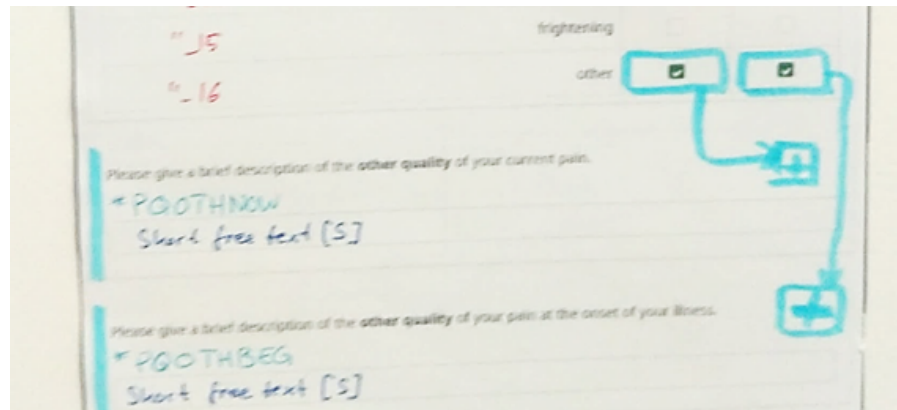 "_15
frightening
other
"_16
Please give a brief description of the other quality of your current pain.
* PQOTHNOW
Short free text [S]
Please give a brief description of the other quality of your pain at the onset of your illness.
* PQOTHBEG
Short free text [S]